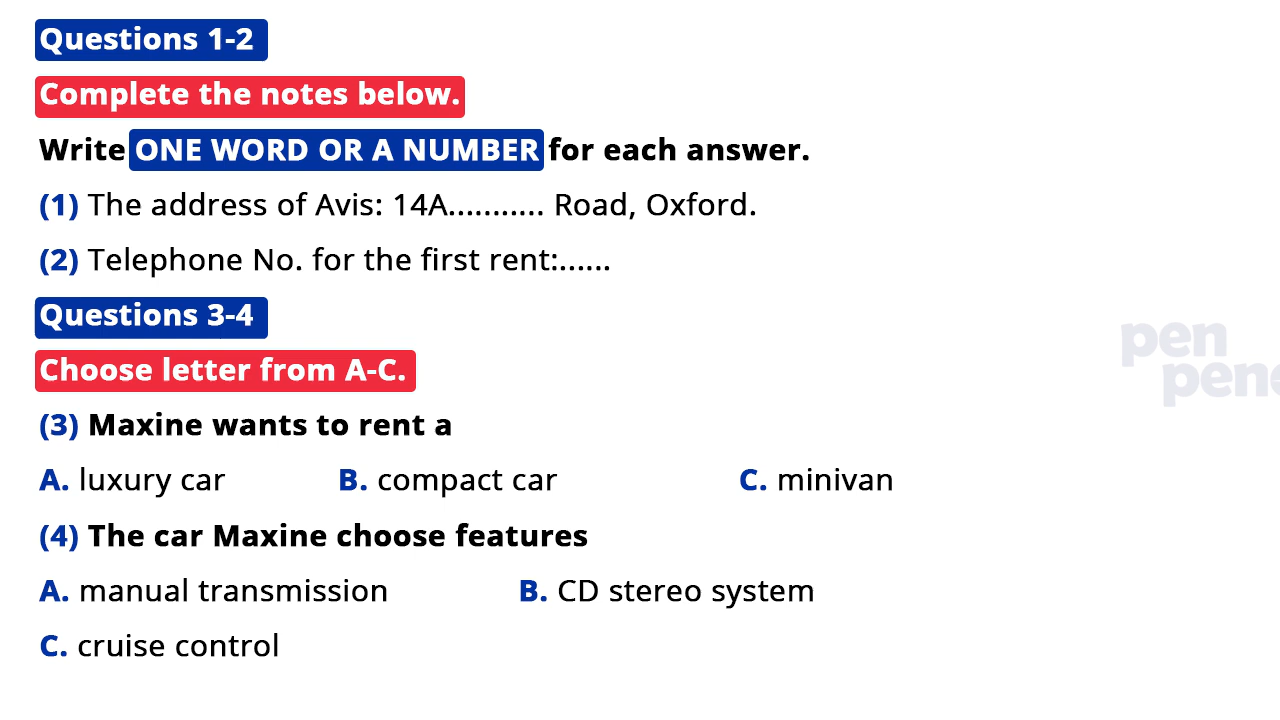 Questions 1-2
Complete the notes below.
Write ONE WORD OR A NUMBER for each answer.
(1) The address of Avis: 14A........... Road, Oxford.
(2) Telephone No. for the first rent:......
Questions 3-4
Choose letter from A-C.
(3) Maxine wants to rent a
A. luxury car B. compact car C. minivan
(4) The car Maxine choose features
A. manual transmission B. CD stereo system
C. cruise control
pen